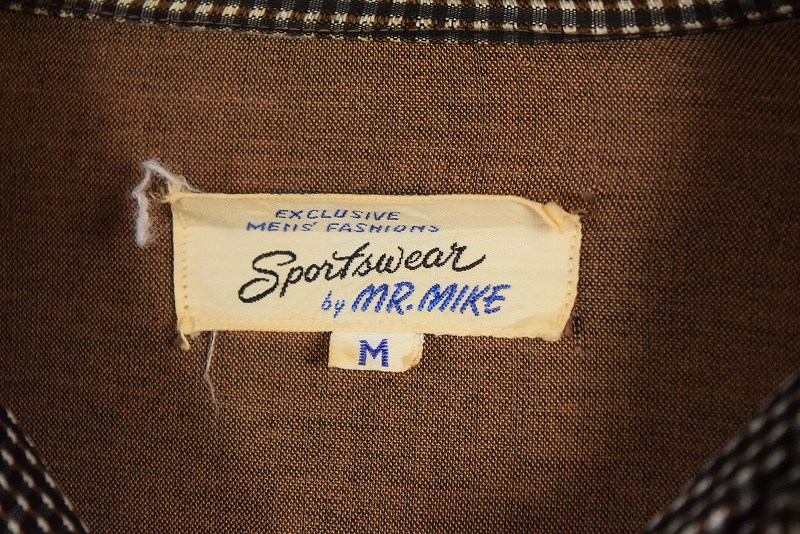 EXCLUSIVE
MENS' FASHIONS
Sportswear
by MR. MIKE
M